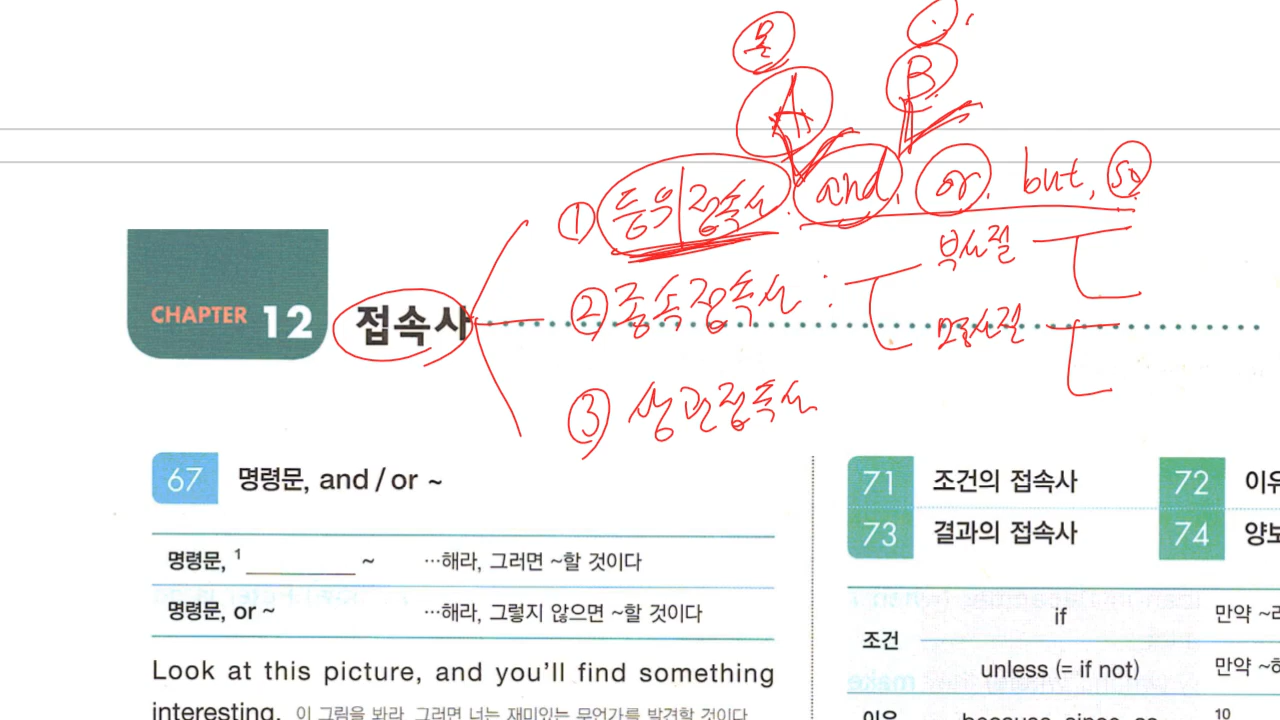 문
A B
① 등위접속사. and, or, but, so
부사절
CHAPTER 12 접속사
② 종속접속사 :
명사절
③ 상관접속사
67 명령문, and / or ~
명령문, 1 ________ ~ …해라, 그러면 ~할 것이다
명령문, or ~ …해라, 그렇지 않으면 ~할 것이다
Look at this picture, and you'll find something
interesting. 이 그림을 봐라, 그러면 너는 재미있는 무언가를 발견할 것이다
71 조건의 접속사 72 이유
73 결과의 접속사 74 양보
조건
if 만약 ~라
unless (= if not) 만약 ~하
이유 because, since, as 10